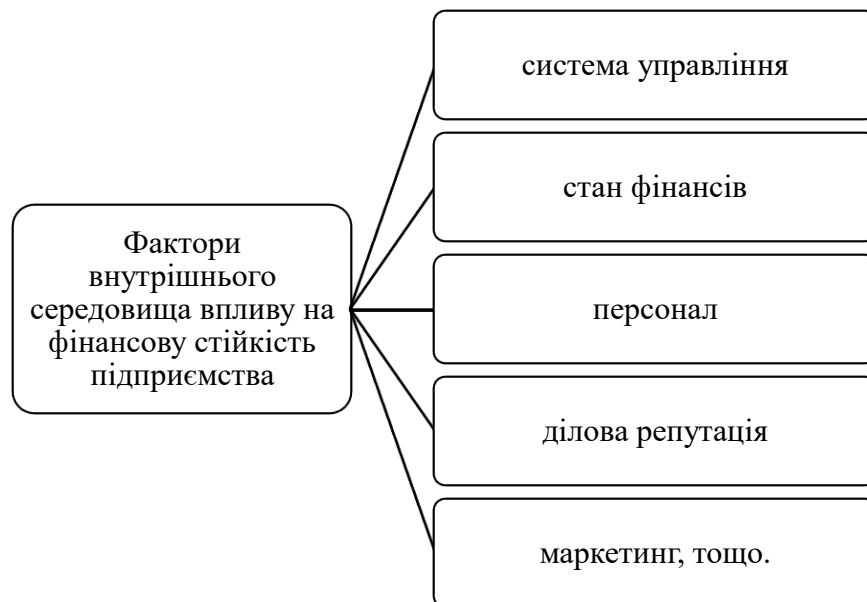 Фактори
внутрішнього
середовища впливу на
фінансову стійкість
підприємства
система управління
стан фінансів
персонал
ділова репутація
маркетинг, тощо.